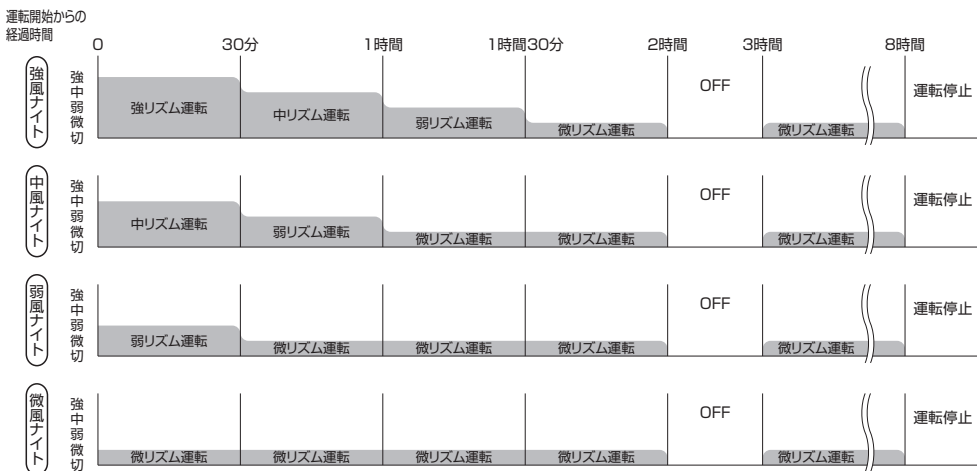 運転開始からの
経過時間
0 30分 1時間 1時間30分 2時間 3時間 8時間
強風ナイト
強
中
弱
微
切
強リズム運転 中リズム運転 弱リズム運転 微リズム運転 OFF 微リズム運転 運転停止
中風ナイト
強
中
弱
微
切
中リズム運転 弱リズム運転 微リズム運転 微リズム運転 OFF 微リズム運転 運転停止
弱風ナイト
強
中
弱
微
切
弱リズム運転 微リズム運転 微リズム運転 微リズム運転 OFF 微リズム運転 運転停止
微風ナイト
強
中
弱
微
切
微リズム運転 微リズム運転 微リズム運転 微リズム運転 OFF 微リズム運転 運転停止